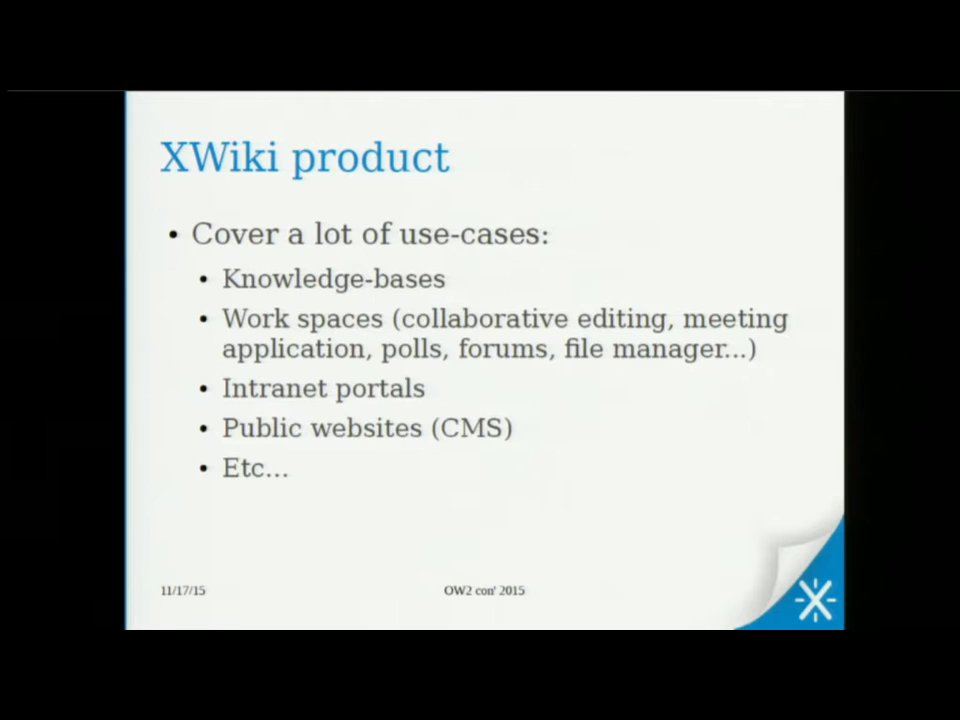 XWiki product
• Cover a lot of use-cases:
• Knowledge-bases
• Work spaces (collaborative editing, meeting
application, polls, forums, file manager...)
• Intranet portals
• Public websites (CMS)
• Etc...
11/17/15
OW2 con' 2015